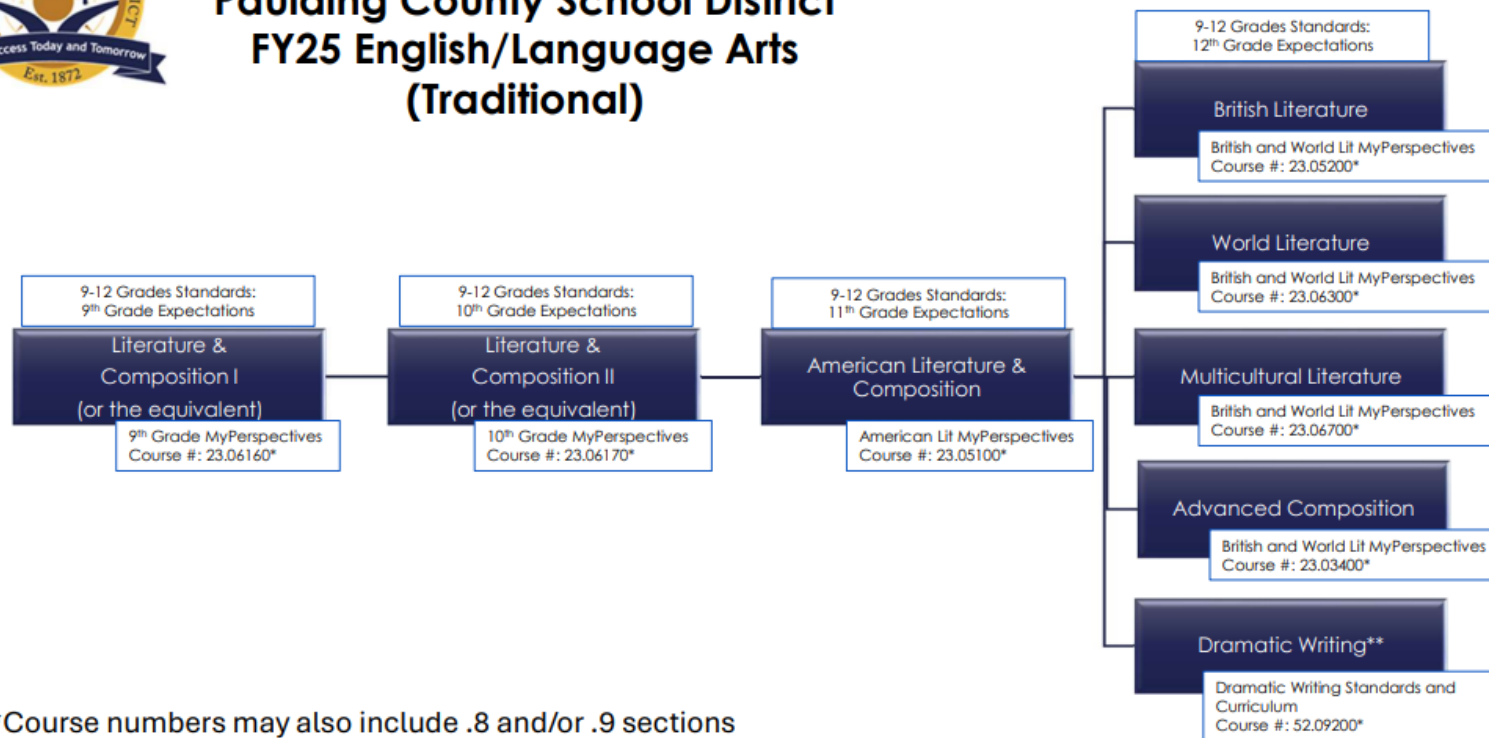 Paulding County School District
FY25 English/Language Arts
(Traditional)
Success Today and Tomorrow
Est. 1872
9-12 Grades Standards:
9th Grade Expectations
Literature &
Composition I
(or the equivalent)
9th Grade MyPerspectives
Course #: 23.06160*
9-12 Grades Standards:
10th Grade Expectations
Literature &
Composition II
(or the equivalent)
10th Grade MyPerspectives
Course #: 23.06170*
9-12 Grades Standards:
11th Grade Expectations
American Literature &
Composition
American Lit MyPerspectives
Course #: 23.05100*
9-12 Grades Standards:
12th Grade Expectations
British Literature
British and World Lit MyPerspectives
Course #: 23.05200*
World Literature
British and World Lit MyPerspectives
Course #: 23.06300*
Multicultural Literature
British and World Lit MyPerspectives
Course #: 23.06700*
Advanced Composition
British and World Lit MyPerspectives
Course #: 23.03400*
Dramatic Writing**
Dramatic Writing Standards and
Curriculum
Course #: 52.09200*
*Course numbers may also include .8 and/or .9 sections